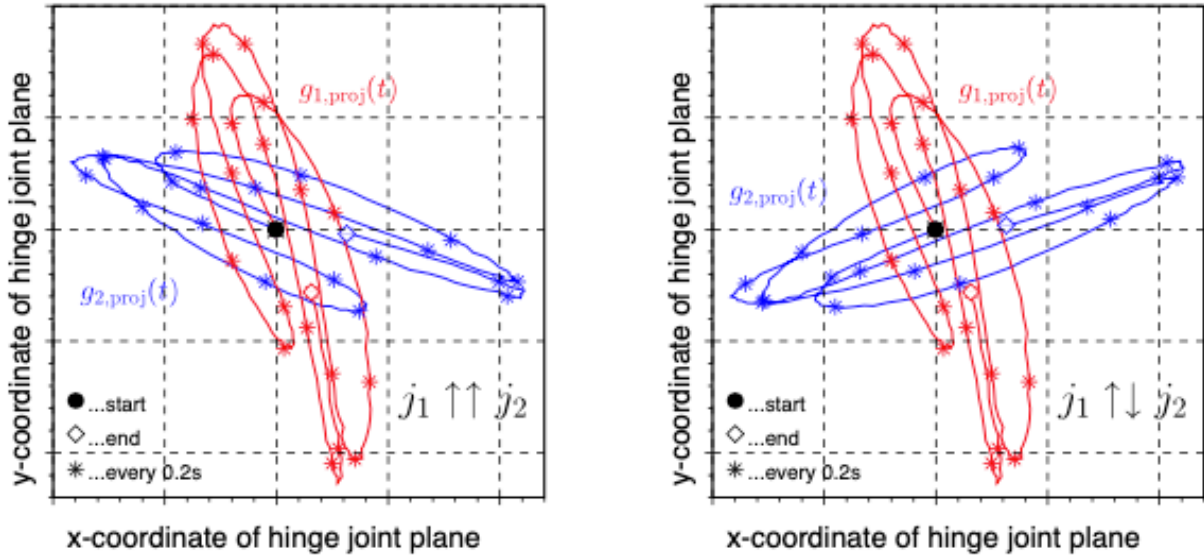 y-coordinate of hinge joint plane
g1,proj(t)
g2,proj(t)
j1 ↑↑ j2
● ...start
◇ ...end
✳ ...every 0.2s
x-coordinate of hinge joint plane
y-coordinate of hinge joint plane
g1,proj(t)
g2,proj(t)
j1 ↑↓ j2
● ...start
◇ ...end
✳ ...every 0.2s
x-coordinate of hinge joint plane